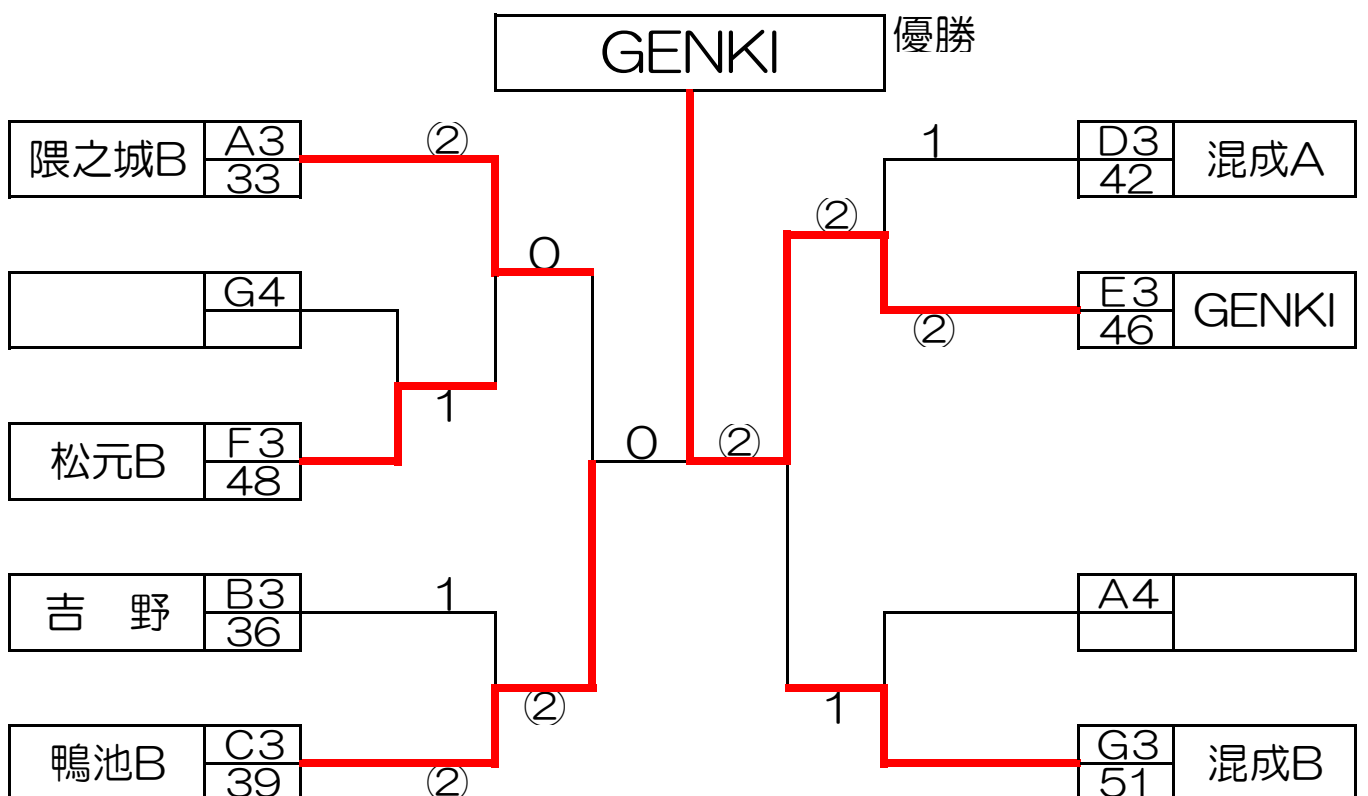 GENKI 優勝
隈之城B A3 ② 1 D3 混成A
33 42
② 
G4 0 E3 GENKI
② 46
松元B F3 1
48 0 ②
吉 野 B3 1 A4
36
鴨池B C3 ② 1 G3 混成B
39 ② 51